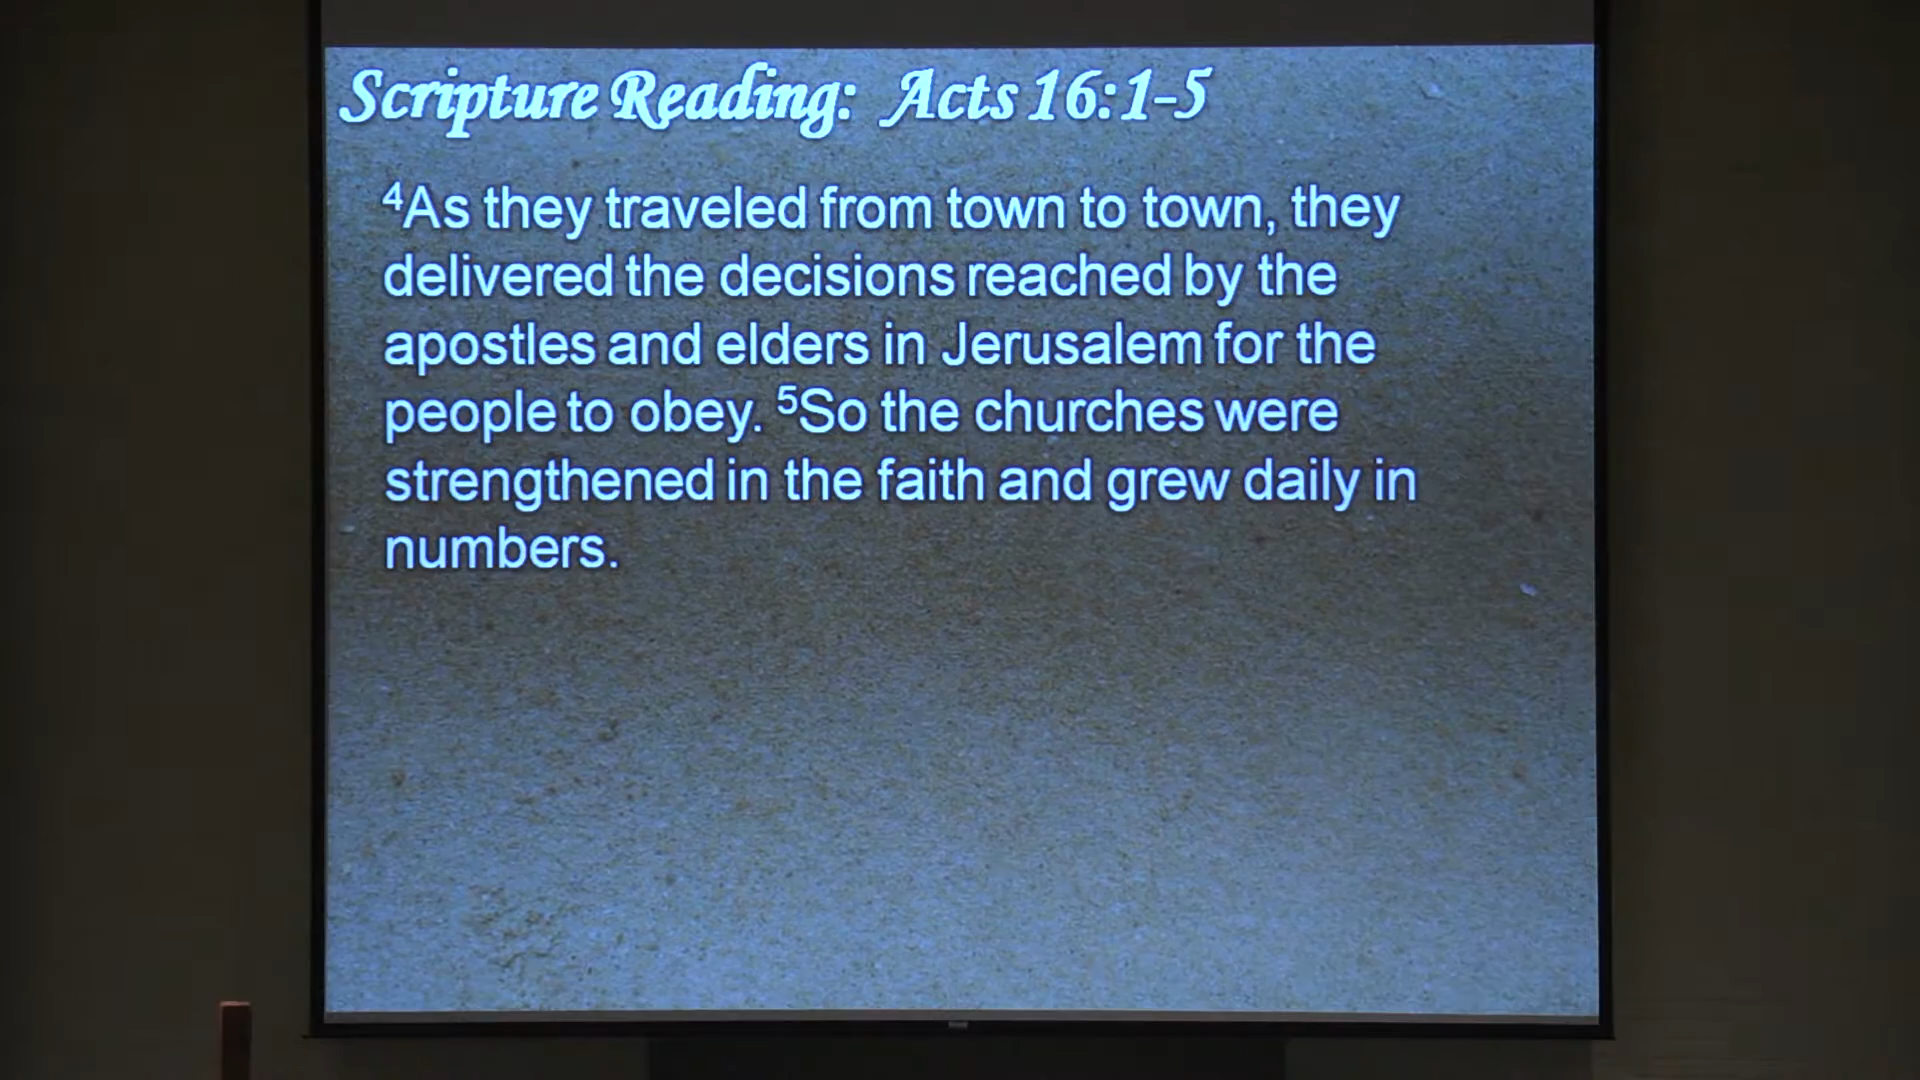 Scripture Reading: Acts 16:1-5
⁴As they traveled from town to town, they
delivered the decisions reached by the
apostles and elders in Jerusalem for the
people to obey. ⁵So the churches were
strengthened in the faith and grew daily in
numbers.